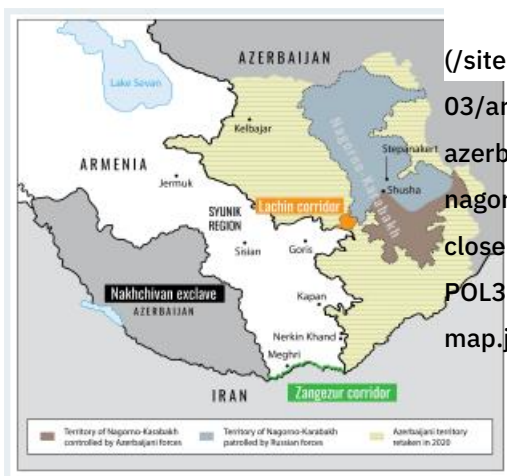 AZERBAIJAN
Lake Sevan
Kelbajar
Nagorno-Karabakh
Stepanakert
ARMENIA
Jermuk
Shusha
SYUNIK
REGION
Lachin corridor
Sisian
Goris
Nakhchivan exclave
AZERBAIJAN
Kapan
Nerkin Khand
Meghri
IRAN
Zangezur corridor
Territory of Nagorno-Karabakh
controlled by Azerbaijani forces
Territory of Nagorno-Karabakh
patrolled by Russian forces
Azerbaijani territory
retaken in 2020
(/site
03/ar
azerb
nagor
close
POL3
map.j